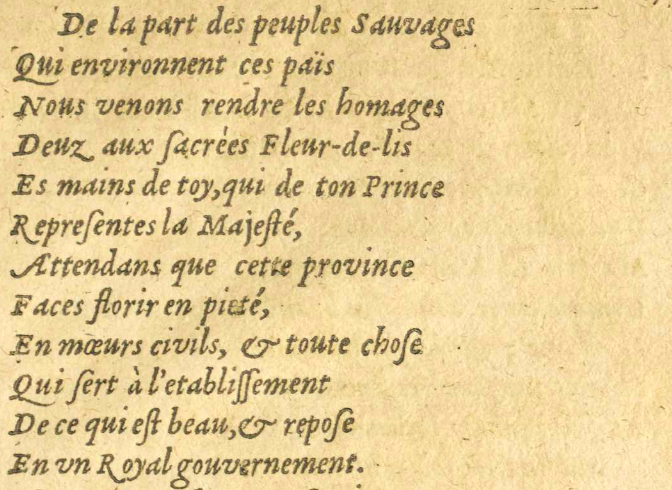 De la part des peuples Sauvages
Qui environnent ces païs
Nous venons rendre les homages
Deuz aux ſacrées Fleur-de-lis
Es mains de toy, qui de ton Prince
Repreſentes la Majeſté,
Attendans que cette province
Faces florir en pieté,
En mœurs civils, & toute choſe
Qui ſert à l'etabliſſement
De ce qui eſt beau, & repoſe
En vn Royal gouvernement.